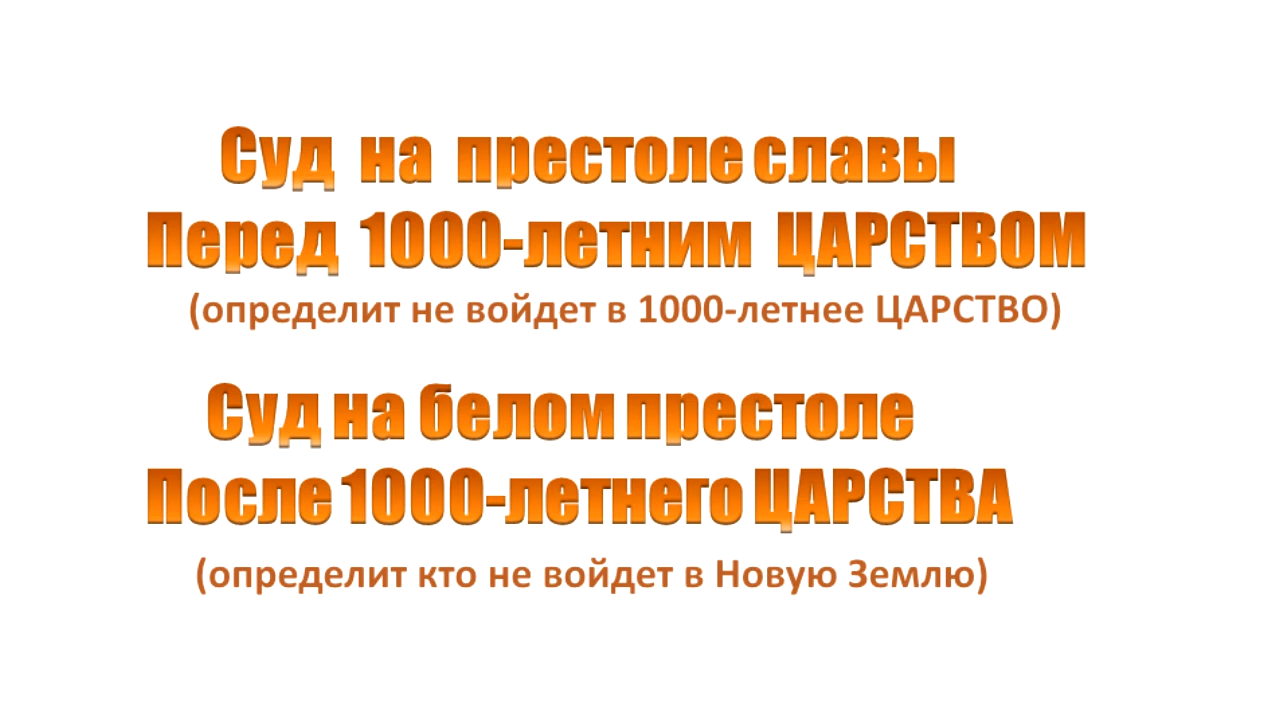 Суд на престоле славы
Перед 1000-летним ЦАРСТВОМ
(определит не войдет в 1000-летнее ЦАРСТВО)
Суд на белом престоле
После 1000-летнего ЦАРСТВА
(определит кто не войдет в Новую Землю)